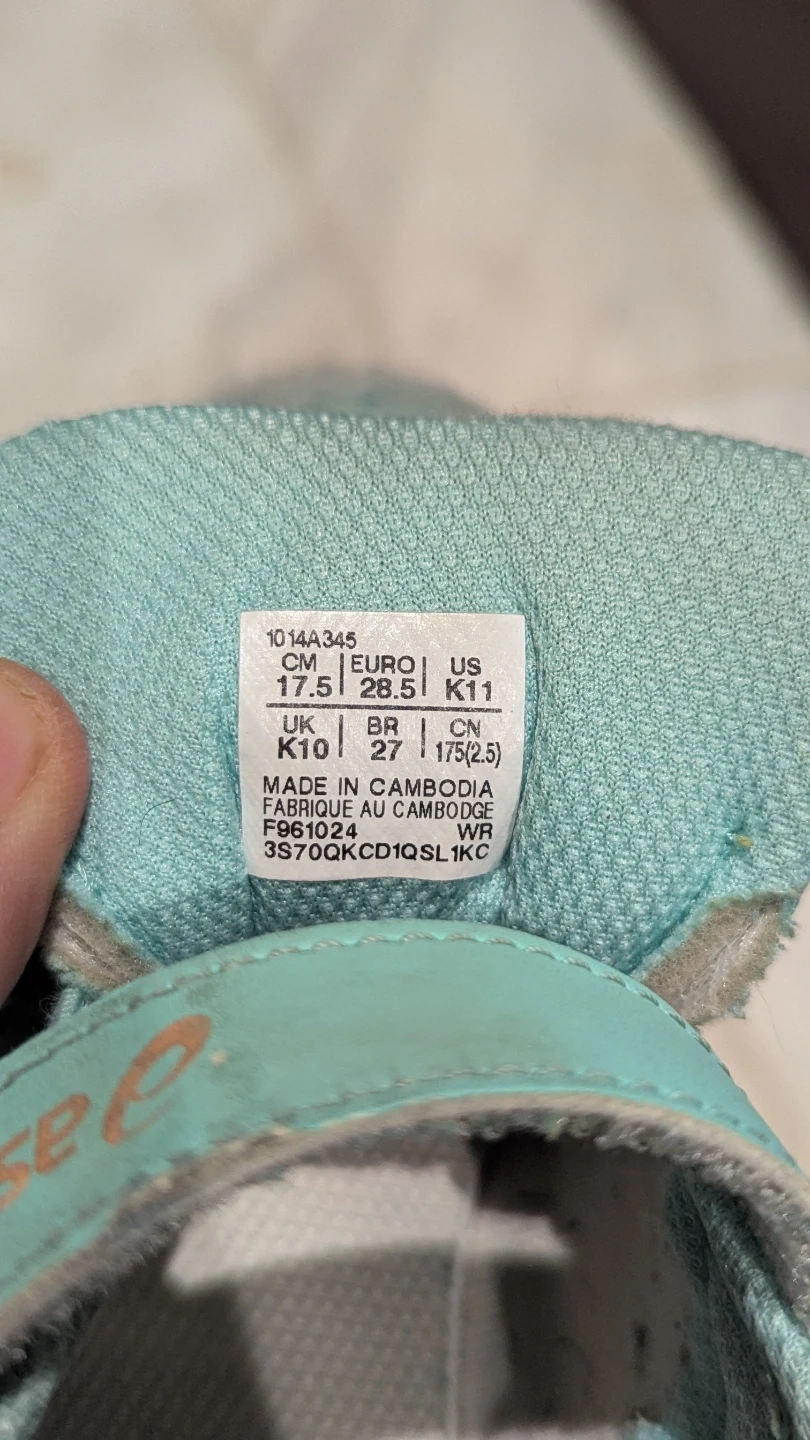 1014A345
CM | EURO | US
17.5 | 28.5 | K11
UK | BR | CN
K10 | 27 | 175(2.5)
MADE IN CAMBODIA
FABRIQUE AU CAMBODGE
F961024 WR
3S70QKCD1QSL1KC